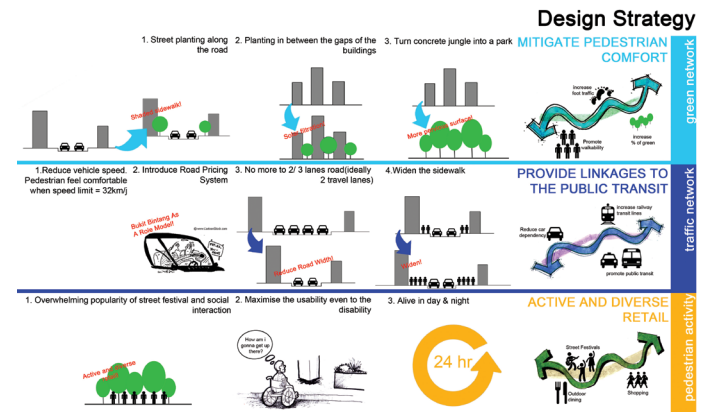 Design Strategy
1. Street planting along
the road
2. Planting in between the gaps of the
buildings
3. Turn concrete jungle into a park
MITIGATE PEDESTRIAN
COMFORT
green network
Shaded sidewalk!
More pervious surface!
increase
foot traffic
Promote
walkability
increase
% of green
1.Reduce vehicle speed.
Pedestrian feel comfortable
when speed limit = 32km/j
2. Introduce Road Pricing
System
3. No more to 2/ 3 lanes road(ideally
2 travel lanes)
4.Widen the sidewalk
PROVIDE LINKAGES TO
THE PUBLIC TRANSIT
traffic network
Bukit Bintang As
A Role Model!
Reduce Road Width!
Widen!
Reduce car
dependency
increase railway
transit lines
promote public transit
1. Overwhelming popularity of street festival and social
interaction
2. Maximise the usability even to the
disability
3. Alive in day & night
ACTIVE AND DIVERSE
RETAIL
pedestrian activity
Active and diverse
How am i
gonna get up
there?
24 hr
Street Festivals
Outdoor
dining
Shopping